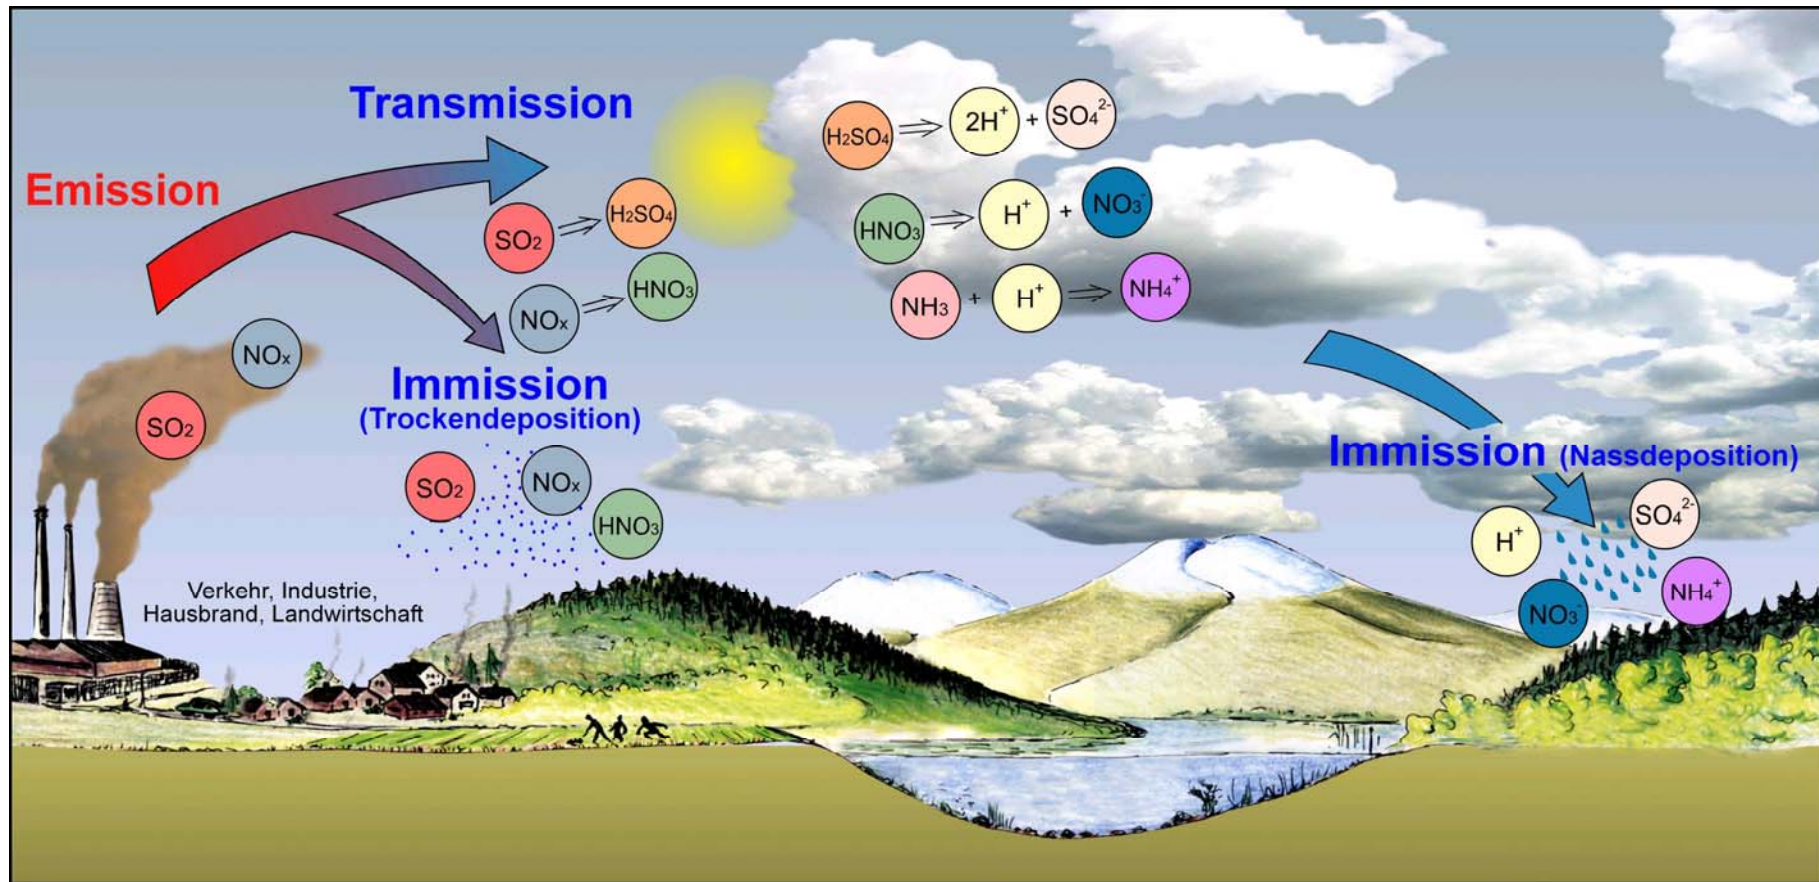 Transmission
Emission
H₂SO₄ ⇒ 2H⁺ + SO₄²⁻
HNO₃ ⇒ H⁺ + NO₃⁻
NH₃ + H⁺ ⇒ NH₄⁺
SO₂ ⇒ H₂SO₄
NOₓ ⇒ HNO₃
NOₓ
SO₂
Immission
(Trockendeposition)
SO₂
NOₓ
HNO₃
Immission (Nassdeposition)
H⁺
SO₄²⁻
NO₃⁻
NH₄⁺
Verkehr, Industrie,
Hausbrand, Landwirtschaft